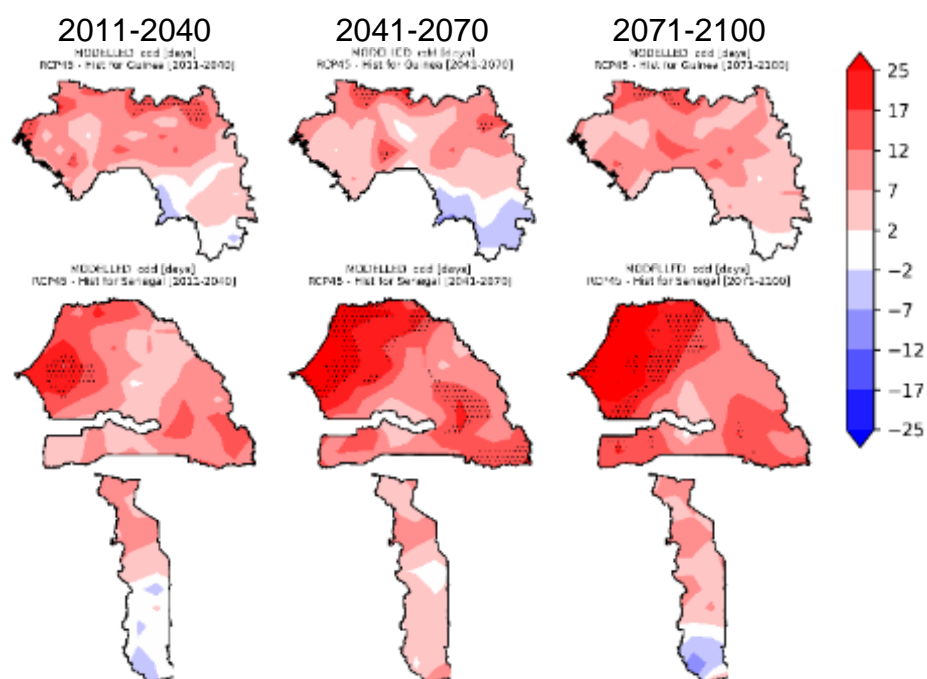 2011-2040
2041-2070
2071-2100
MODELLED cdd [days]
MODELLED cdd [days]
MODELLED cdd [days]
RCP45 - Hist for Guinea [2011-2040]
RCP45 - Hist for Guinea [2041-2070]
RCP45 - Hist for Guinea [2071-2100]
25
17
12
7
2
−2
−7
−12
−17
−25
MODELLED cdd [days]
MODELLED cdd [days]
MODELLED cdd [days]
RCP45 - Hist for Senegal [2011-2040]
RCP45 - Hist for Senegal [2041-2070]
RCP45 - Hist for Senegal [2071-2100]